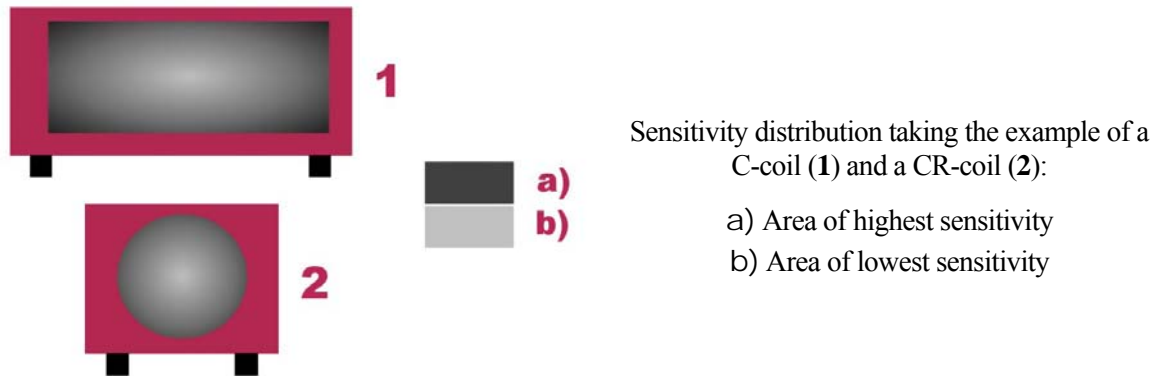 1
2
a)
b)
Sensitivity distribution taking the example of a
C-coil (1) and a CR-coil (2):
a) Area of highest sensitivity
b) Area of lowest sensitivity